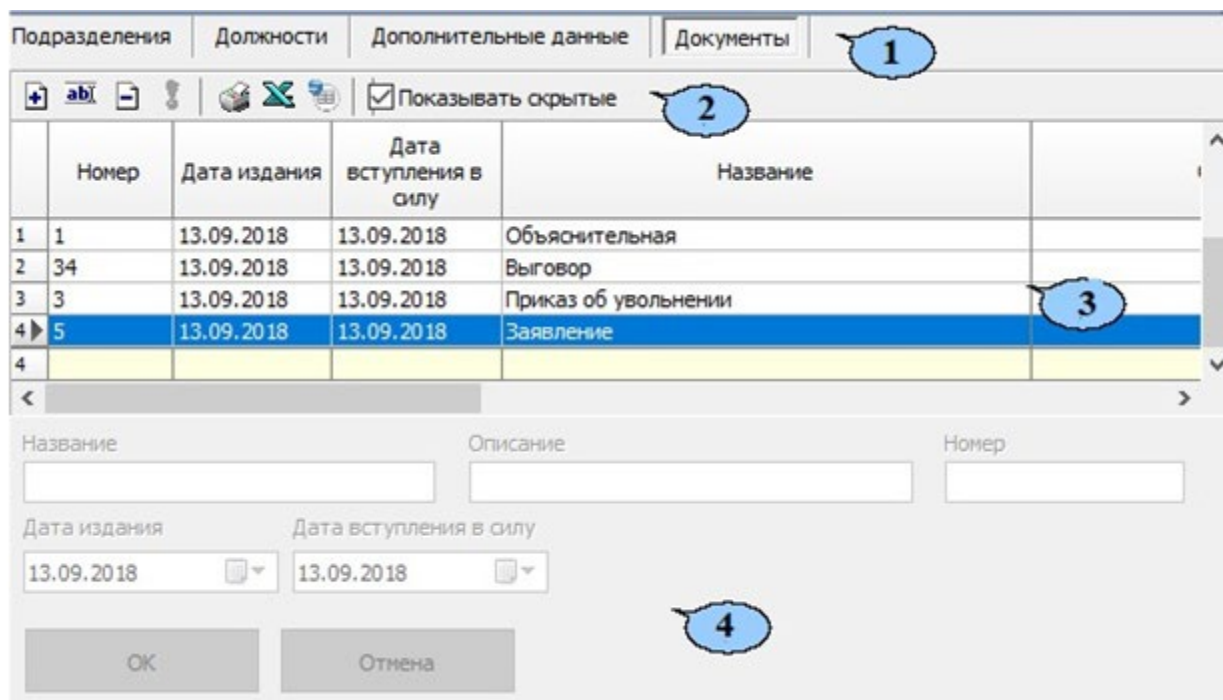 Подразделения Должности Дополнительные данные Документы 1
abI Показывать скрытые 2
Номер Дата издания Дата вступления в силу Название
1 1 13.09.2018 13.09.2018 Объяснительная
2 34 13.09.2018 13.09.2018 Выговор
3 3 13.09.2018 13.09.2018 Приказ об увольнении 3
4 5 13.09.2018 13.09.2018 Заявление
4
Название Описание Номер
Дата издания Дата вступления в силу
13.09.2018 13.09.2018
4
ОК Отмена